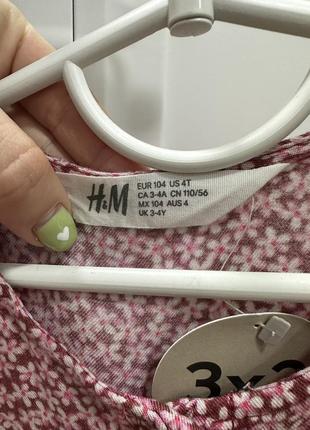 H&M
EUR 104 US 4T
CA 3-4A CN 110/56
MX 104 AUS 4
UK 3-4Y
3x2